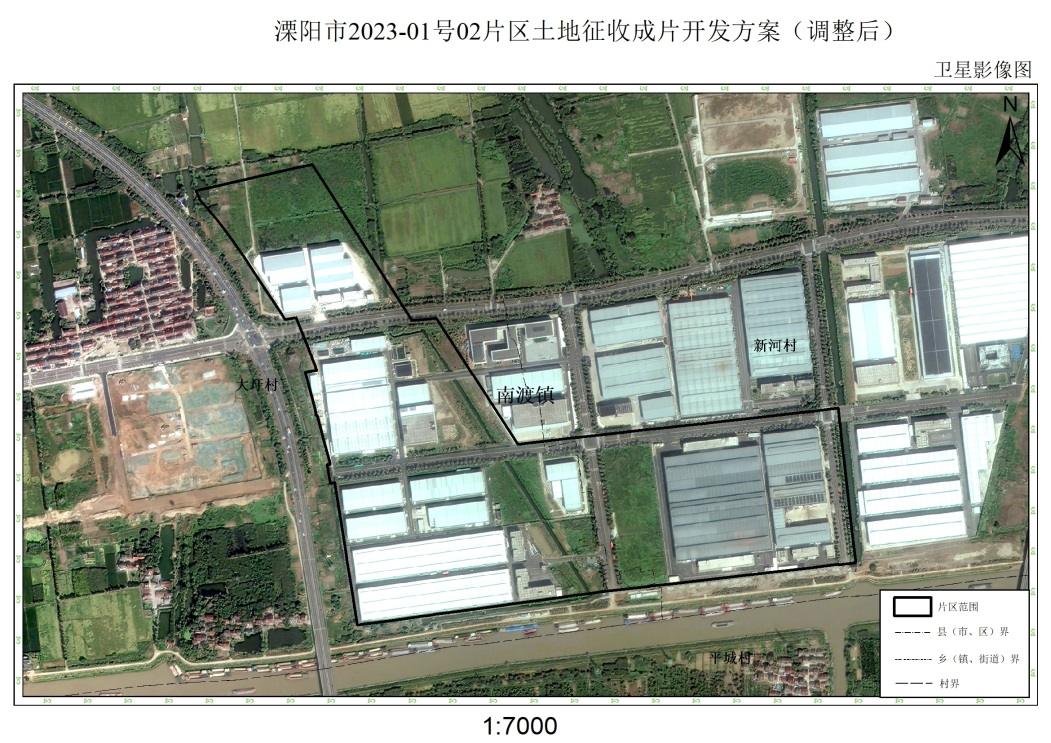 溧阳市2023-01号02片区土地征收成片开发方案（调整后）
卫星影像图
N
新河村
大圩村
南渡镇
平城村
片区范围
县（市、区）界
乡（镇、街道）界
村界
1:7000